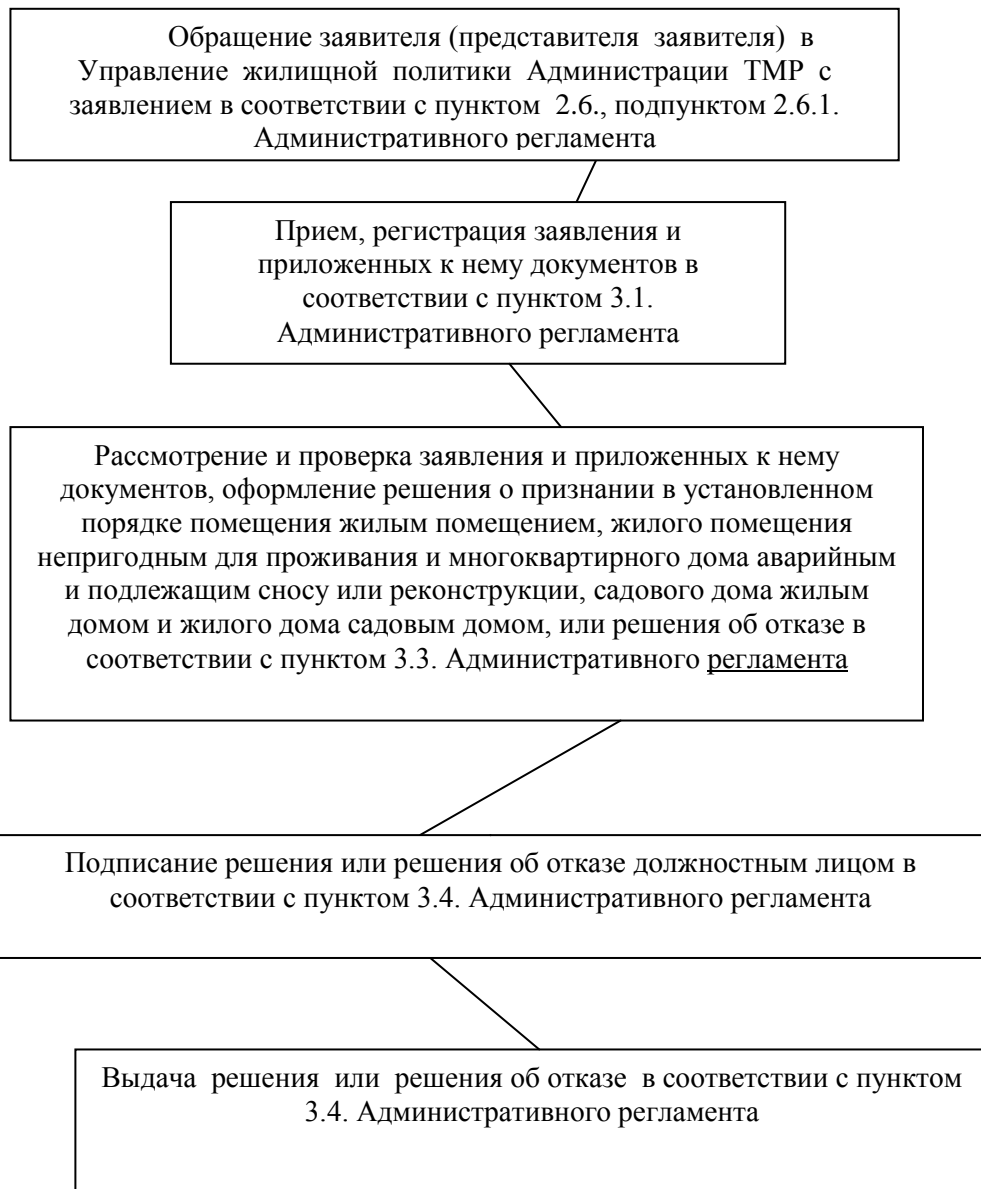 Обращение заявителя (представителя заявителя) в
Управление жилищной политики Администрации ТМР с
заявлением в соответствии с пунктом 2.6., подпунктом 2.6.1.
Административного регламента
Прием, регистрация заявления и
приложенных к нему документов в
соответствии с пунктом 3.1.
Административного регламента
Рассмотрение и проверка заявления и приложенных к нему
документов, оформление решения о признании в установленном
порядке помещения жилым помещением, жилого помещения
непригодным для проживания и многоквартирного дома аварийным
и подлежащим сносу или реконструкции, садового дома жилым
домом и жилого дома садовым домом, или решения об отказе в
соответствии с пунктом 3.3. Административного регламента
Подписание решения или решения об отказе должностным лицом в
соответствии с пунктом 3.4. Административного регламента
Выдача решения или решения об отказе в соответствии с пунктом
3.4. Административного регламента